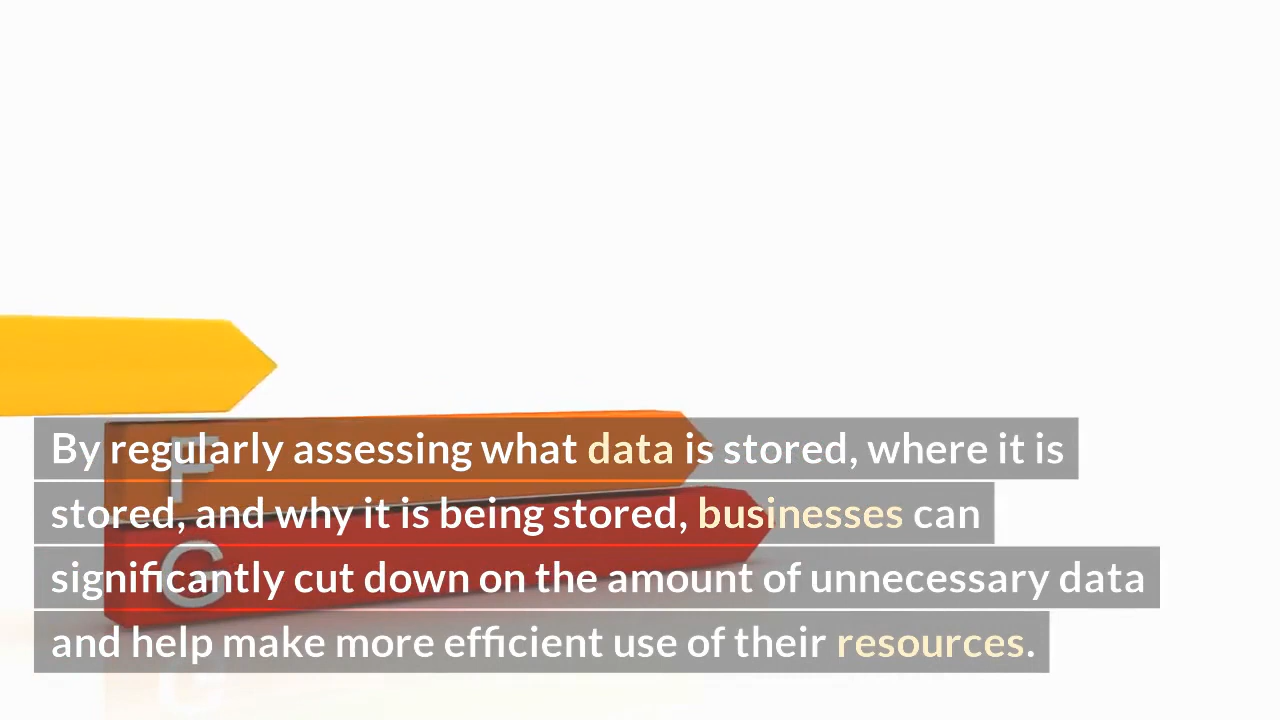 By regularly assessing what data is stored, where it is
stored, and why it is being stored, businesses can
significantly cut down on the amount of unnecessary data
and help make more efficient use of their resources.
F
G